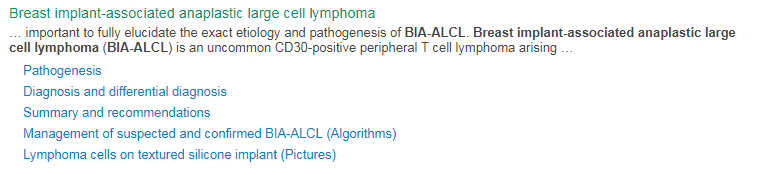 Breast implant-associated anaplastic large cell lymphoma
... important to fully elucidate the exact etiology and pathogenesis of BIA-ALCL. Breast implant-associated anaplastic large
cell lymphoma (BIA-ALCL) is an uncommon CD30-positive peripheral T cell lymphoma arising ...
Pathogenesis
Diagnosis and differential diagnosis
Summary and recommendations
Management of suspected and confirmed BIA-ALCL (Algorithms)
Lymphoma cells on textured silicone implant (Pictures)